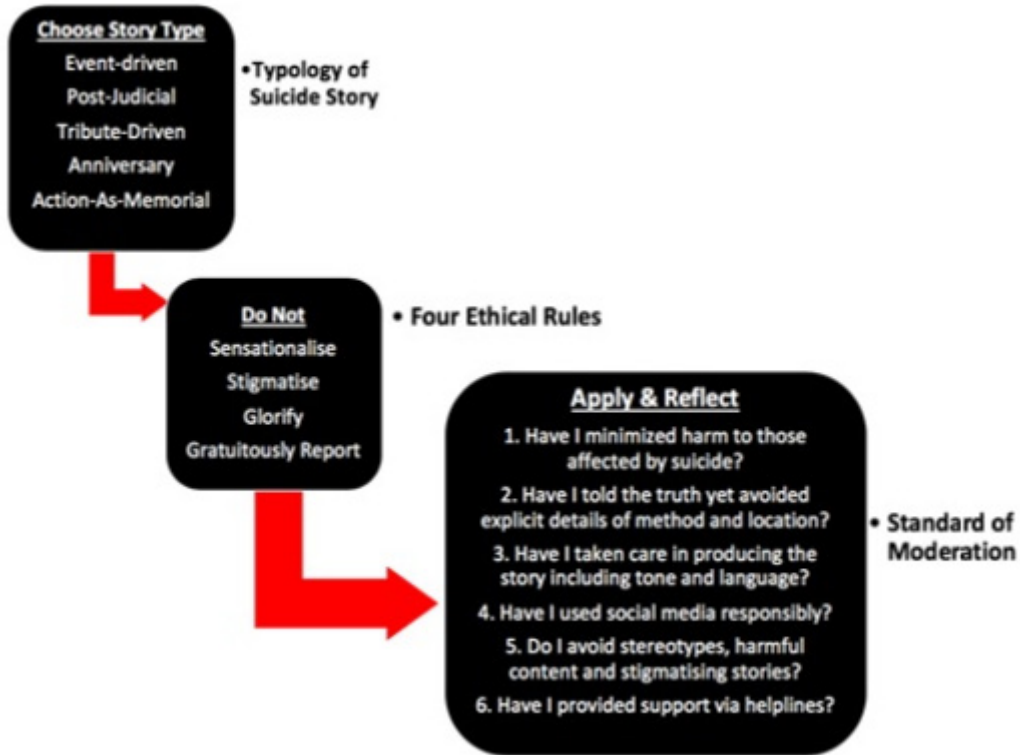 Choose Story Type
Event-driven
Post-Judicial
Tribute-Driven
Anniversary
Action-As-Memorial
•Typology of
Suicide Story
Do Not
Sensationalise
Stigmatise
Glorify
Gratuitously Report
• Four Ethical Rules
Apply & Reflect
1. Have I minimized harm to those
affected by suicide?
2. Have I told the truth yet avoided
explicit details of method and location?
3. Have I taken care in producing the
story including tone and language?
4. Have I used social media responsibly?
5. Do I avoid stereotypes, harmful
content and stigmatising stories?
6. Have I provided support via helplines?
• Standard of
Moderation